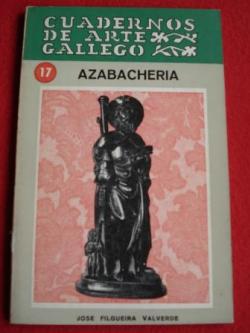 CUADERNOS
DE ARTE
GALLEGO
17
AZABACHERIA
JOSE FILGUEIRA VALVERDE